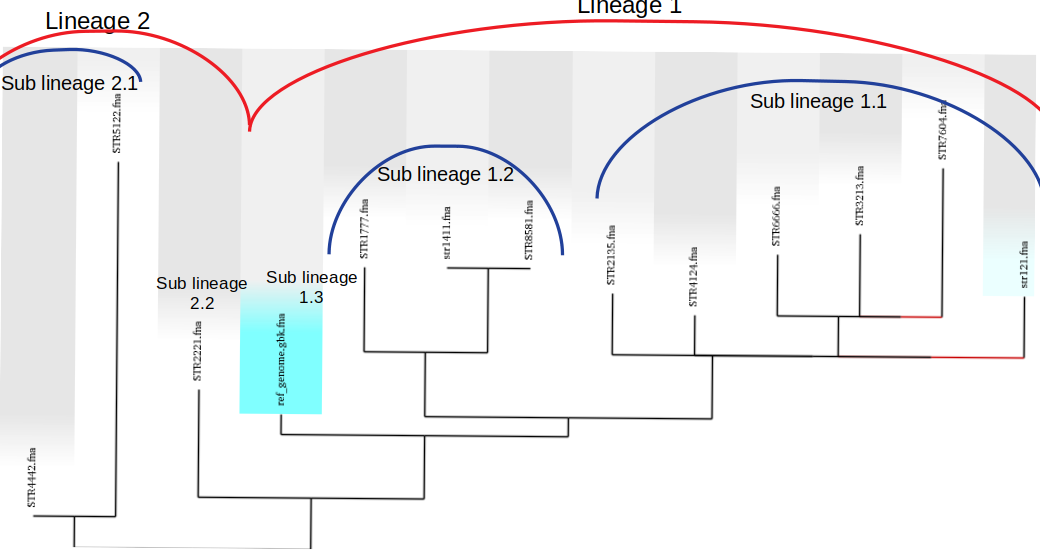 Lineage 2
Lineage 1
Sub lineage 2.1
Sub lineage 1.1
Sub lineage 1.2
Sub lineage
2.2
Sub lineage
1.3
STR4442.fna
STR5122.fna
STR2221.fna
ref_genome.gbk.fna
STR1777.fna
str1411.fna
STR8581.fna
STR2135.fna
STR4124.fna
STR6666.fna
STR3213.fna
STR7604.fna
str121.fna